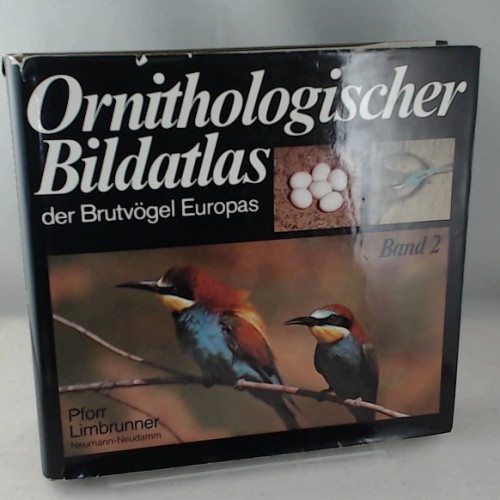 Ornithologischer
Bildatlas
der Brutvögel Europas
Band 2
Pforr
Limbrunner
Neumann-Neudamm